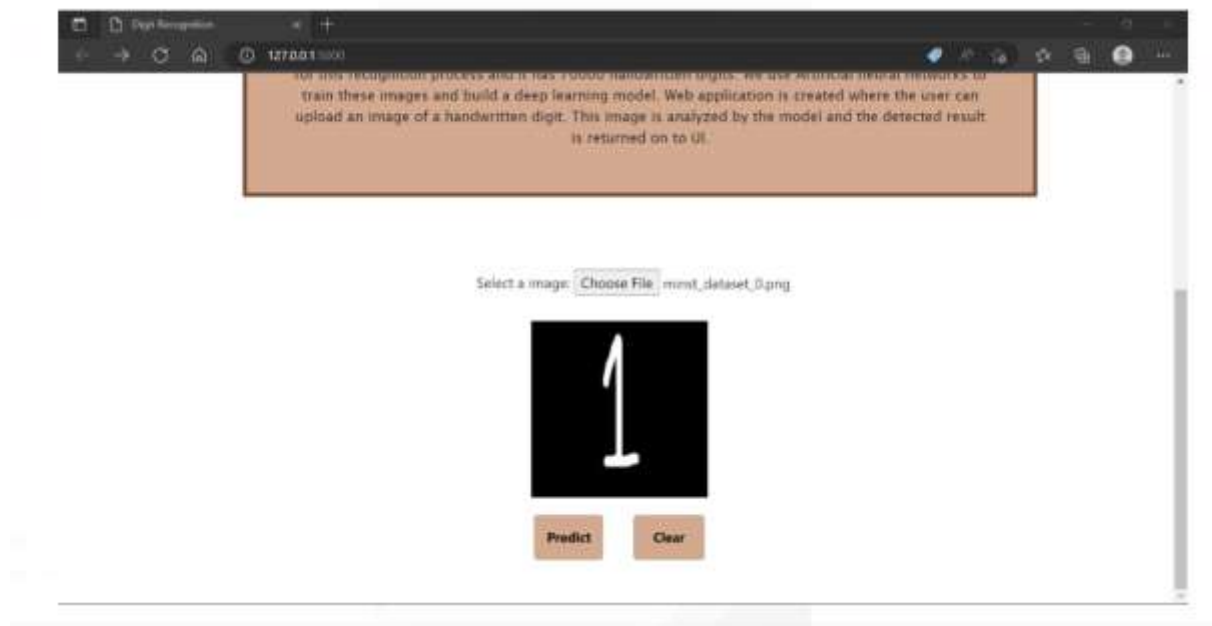 Digit Recognition
127.0.0.1:5000
for this recognition process and it has 70000 handwritten digits. We use Artificial neural networks to
train these images and build a deep learning model. Web application is created where the user can
upload an image of a handwritten digit. This image is analyzed by the model and the detected result
is returned on to UI.
Select a image: Choose File minst_dataset_0.png
1
Predict Clear